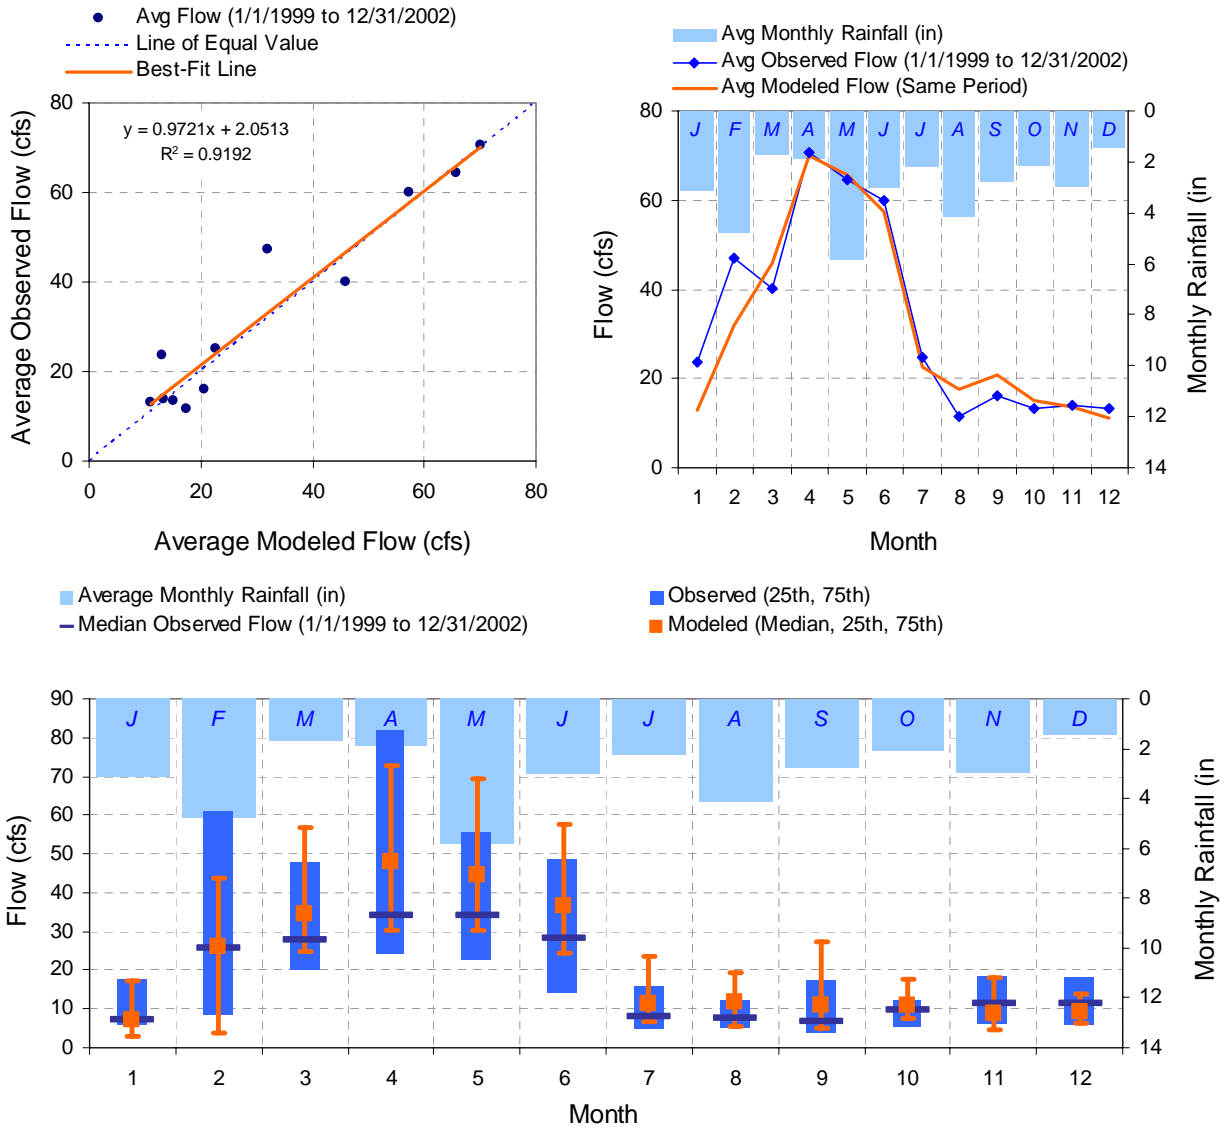 Avg Flow (1/1/1999 to 12/31/2002)
Line of Equal Value
Best-Fit Line
80
60
40
20
0
y = 0.9721x + 2.0513
R² = 0.9192
0 20 40 60 80
Average Observed Flow (cfs)
Average Modeled Flow (cfs)
Avg Monthly Rainfall (in)
Avg Observed Flow (1/1/1999 to 12/31/2002)
Avg Modeled Flow (Same Period)
80
60
40
20
0
J F M A M J J A S O N D
0
2
4
6
8
10
12
14
1 2 3 4 5 6 7 8 9 10 11 12
Flow (cfs)
Monthly Rainfall (in
Month
Average Monthly Rainfall (in)
Median Observed Flow (1/1/1999 to 12/31/2002)
Observed (25th, 75th)
Modeled (Median, 25th, 75th)
90
80
70
60
50
40
30
20
10
0
J F M A M J J A S O N D
0
2
4
6
8
10
12
14
1 2 3 4 5 6 7 8 9 10 11 12
Flow (cfs)
Monthly Rainfall (in
Month